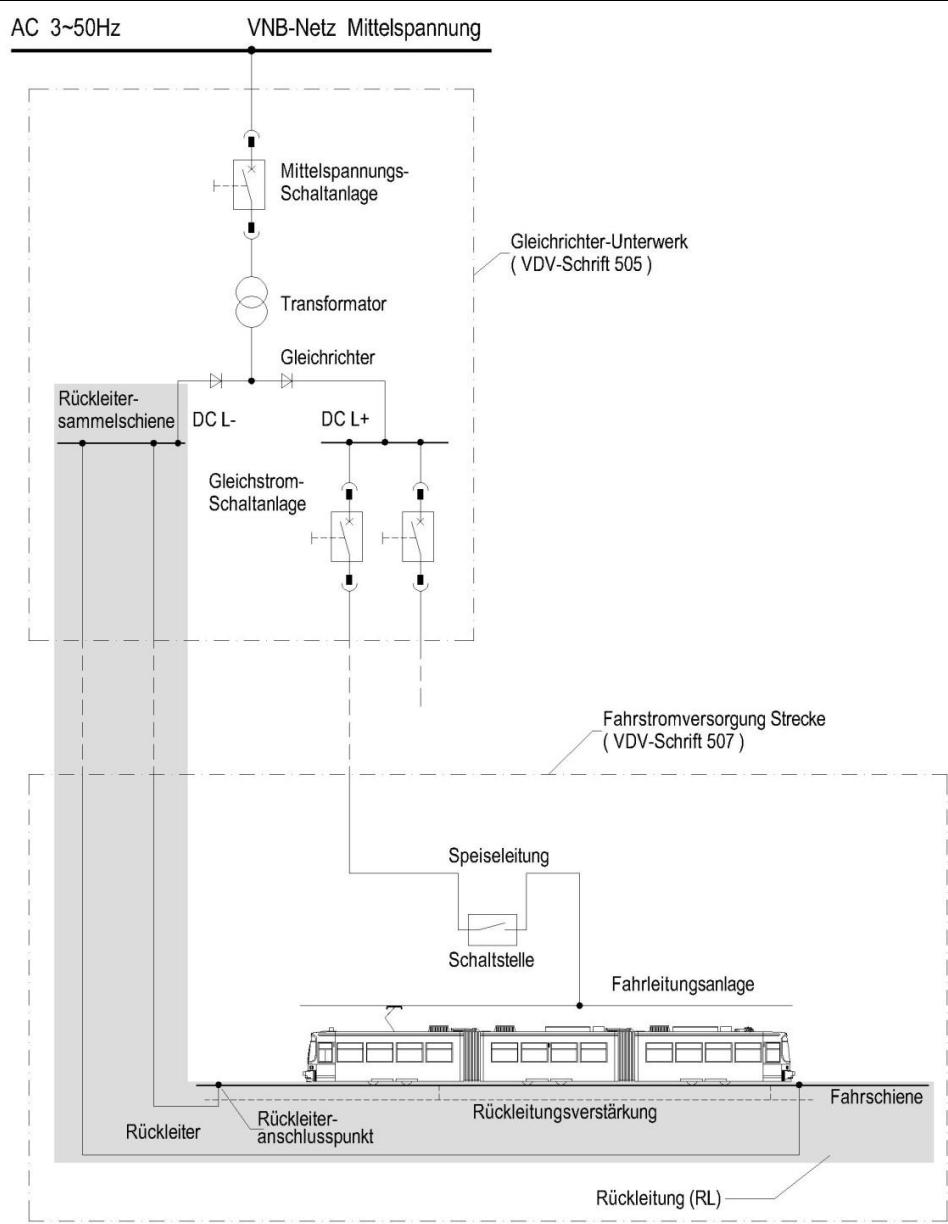 AC 3~50Hz
VNB-Netz Mittelspannung
Mittelspannungs-
Schaltanlage
Gleichrichter-Unterwerk
( VDV-Schrift 505 )
Transformator
Gleichrichter
Rückleiter-
sammelschiene
DC L-
DC L+
Gleichstrom-
Schaltanlage
Fahrstromversorgung Strecke
( VDV-Schrift 507 )
Speiseleitung
Schaltstelle
Fahrleitungsanlage
Fahrschiene
Rückleitungsverstärkung
Rückleiter
Rückleiter-
anschlusspunkt
Rückleitung (RL)